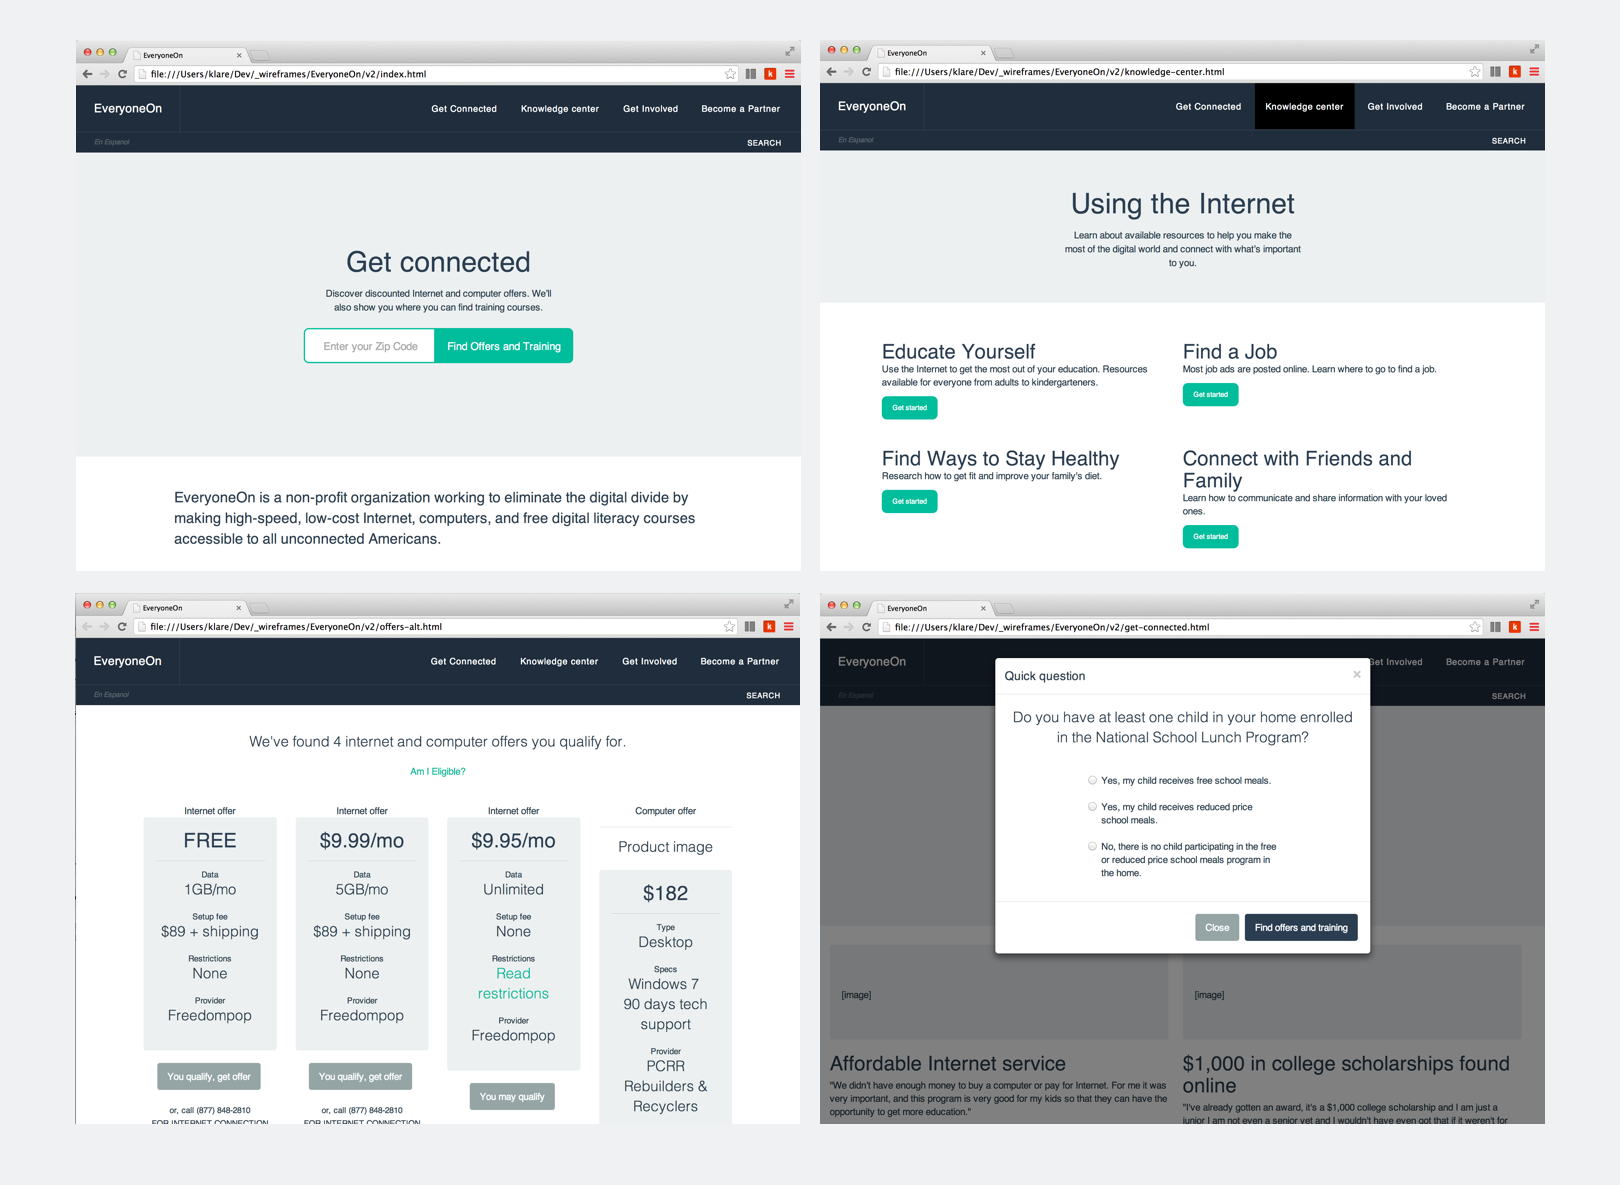 EveryoneOn
file:///Users/klare/Dev/_wireframes/EveryoneOn/v2/index.html
EveryoneOn
Get Connected
Knowledge center
Get Involved
Become a Partner
En Espanol
SEARCH
Get connected
Discover discounted Internet and computer offers. We'll
also show you where you can find training courses.
Enter your Zip Code
Find Offers and Training
EveryoneOn is a non-profit organization working to eliminate the digital divide by
making high-speed, low-cost Internet, computers, and free digital literacy courses
accessible to all unconnected Americans.
EveryoneOn
file:///Users/klare/Dev/_wireframes/EveryoneOn/v2/knowledge-center.html
EveryoneOn
Get Connected
Knowledge center
Get Involved
Become a Partner
En Espanol
SEARCH
Using the Internet
Learn about available resources to help you make the
most of the digital world and connect with what's important
to you.
Educate Yourself
Use the Internet to get the most out of your education. Resources
available for everyone from adults to kindergarteners.
Get started
Find a Job
Most job ads are posted online. Learn where to go to find a job.
Get started
Find Ways to Stay Healthy
Research how to get fit and improve your family's diet.
Get started
Connect with Friends and
Family
Learn how to communicate and share information with your loved
ones.
Get started
EveryoneOn
file:///Users/klare/Dev/_wireframes/EveryoneOn/v2/offers-alt.html
EveryoneOn
Get Connected
Knowledge center
Get Involved
Become a Partner
En Espanol
SEARCH
We've found 4 internet and computer offers you qualify for.
Am I Eligible?
Internet offer
FREE
Data
1GB/mo
Setup fee
$89 + shipping
Restrictions
None
Provider
Freedompop
You qualify, get offer
or, call (877) 848-2810
FOR INTERNET CONNECTION
Internet offer
$9.99/mo
Data
5GB/mo
Setup fee
$89 + shipping
Restrictions
None
Provider
Freedompop
You qualify, get offer
or, call (877) 848-2810
FOR INTERNET CONNECTION
Internet offer
$9.95/mo
Data
Unlimited
Setup fee
None
Restrictions
Read
restrictions
Provider
Freedompop
You may qualify
Computer offer
Product image
$182
Type
Desktop
Specs
Windows 7
90 days tech
support
Provider
PCRR
Rebuilders &
Recyclers
EveryoneOn
file:///Users/klare/Dev/_wireframes/EveryoneOn/v2/get-connected.html
EveryoneOn
Get Involved
Become a Partner
En Espanol
SEARCH
Quick question
×
Do you have at least one child in your home enrolled
in the National School Lunch Program?
Yes, my child receives free school meals.
Yes, my child receives reduced price
school meals.
No, there is no child participating in the free
or reduced price school meals program in
the home.
Close
Find offers and training
[image]
[image]
Affordable Internet service
"We didn't have enough money to buy a computer or pay for Internet. For me it was
very important, and this program is very good for my kids so that they can have the
opportunity to get more education."
$1,000 in college scholarships found
online
"I've already gotten an award, it's a $1,000 college scholarship and I am just a
junior I am not even a senior yet and I wouldn't have even got that if it weren't for